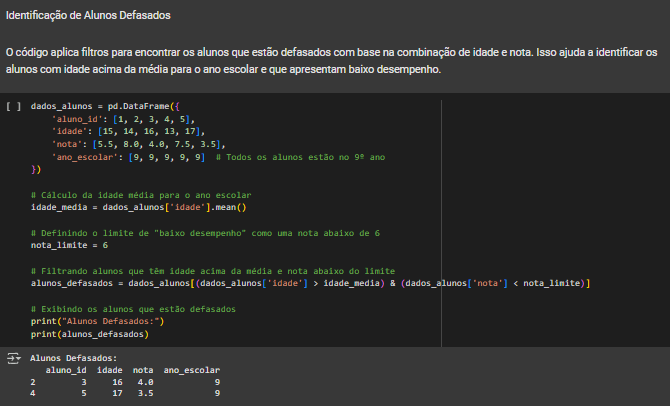 Identificação de Alunos Defasados
O código aplica filtros para encontrar os alunos que estão defasados com base na combinação de idade e nota. Isso ajuda a identificar os
alunos com idade acima da média para o ano escolar e que apresentam baixo desempenho.
[ ] dados_alunos = pd.DataFrame({
    'aluno_id': [1, 2, 3, 4, 5],
    'idade': [15, 14, 16, 13, 17],
    'nota': [5.5, 8.0, 4.0, 7.5, 3.5],
    'ano_escolar': [9, 9, 9, 9, 9]  # Todos os alunos estão no 9º ano
})
# Cálculo da idade média para o ano escolar
idade_media = dados_alunos['idade'].mean()
# Definindo o limite de "baixo desempenho" como uma nota abaixo de 6
nota_limite = 6
# Filtrando alunos que têm idade acima da média e nota abaixo do limite
alunos_defasados = dados_alunos[(dados_alunos['idade'] > idade_media) & (dados_alunos['nota'] < nota_limite)]
# Exibindo os alunos que estão defasados
print("Alunos Defasados:")
print(alunos_defasados)
Alunos Defasados:
   aluno_id  idade  nota  ano_escolar
2         3     16   4.0            9
4         5     17   3.5            9